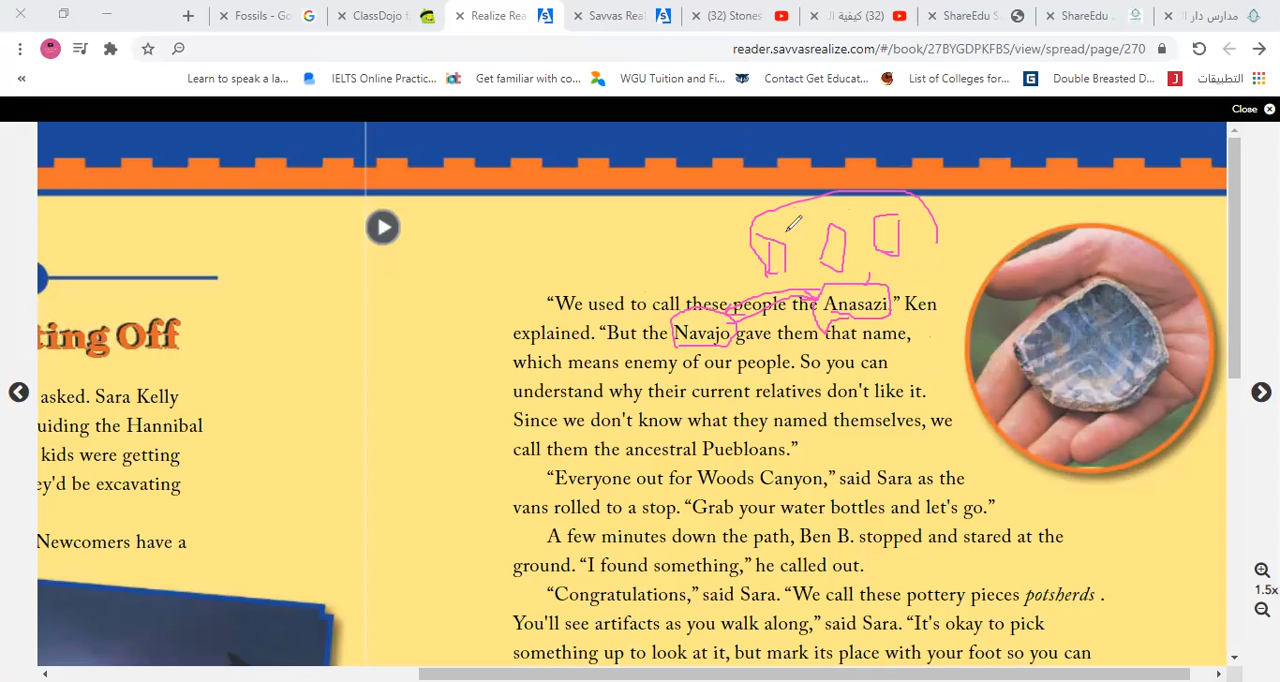 Fossils - Go
ClassDojo f
Realize Rea
Savvas Rea
(32) Stones
(32) كيفية ال
ShareEdu S
ShareEdu
مدارس دار ال
reader.savvasrealize.com/#/book/27BYGDPKFBS/view/spread/page/270
« Learn to speak a la... IELTS Online Practic... Get familiar with co... WGU Tuition and Fi... Contact Get Educat... List of Colleges for... Double Breasted D... التطبيقات
Close
ting Off
asked. Sara Kelly
uiding the Hannibal
kids were getting
ey'd be excavating
Newcomers have a
“We used to call these people the Anasazi,” Ken
explained. “But the Navajo gave them that name,
which means enemy of our people. So you can
understand why their current relatives don't like it.
Since we don't know what they named themselves, we
call them the ancestral Puebloans.”
“Everyone out for Woods Canyon,” said Sara as the
vans rolled to a stop. “Grab your water bottles and let's go.”
A few minutes down the path, Ben B. stopped and stared at the
ground. “I found something,” he called out.
“Congratulations,” said Sara. “We call these pottery pieces potsherds .
You'll see artifacts as you walk along,” said Sara. “It's okay to pick
something up to look at it, but mark its place with your foot so you can
1.5x